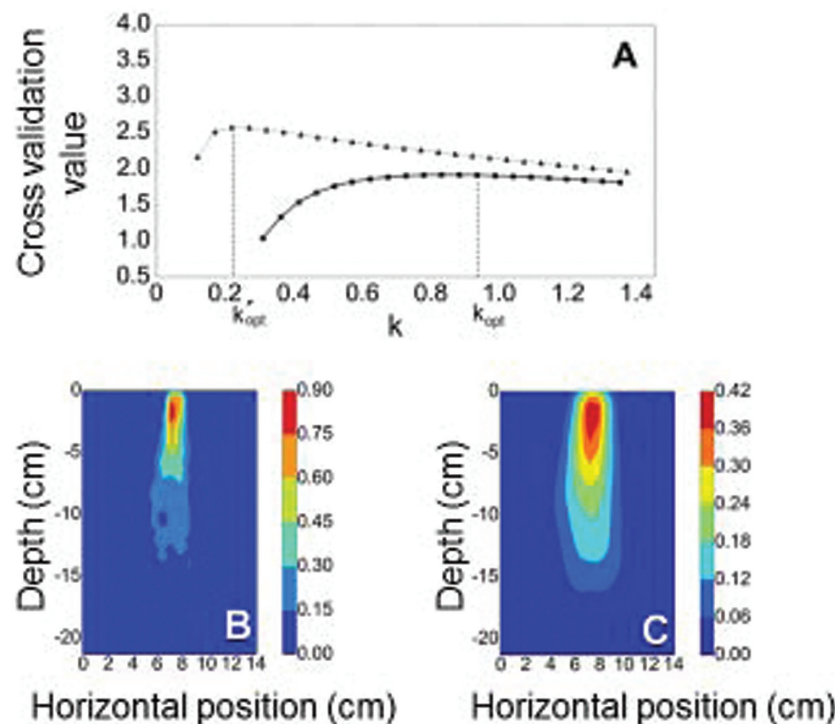 4.0
3.5
3.0
2.5
2.0
1.5
1.0
0.5
Cross validation
value
A
0 0.2 0.4 0.6 0.8 1.0 1.2 1.4
k*opt kopt
k
0 -5 -10 -15 -20
Depth (cm)
0 2 4 6 8 10 12 14
0.90
0.75
0.60
0.45
0.30
0.15
0.00
B
Horizontal position (cm)
0 -5 -10 -15 -20
Depth (cm)
0 2 4 6 8 10 12 14
0.42
0.36
0.30
0.24
0.18
0.12
0.06
0.00
C
Horizontal position (cm)